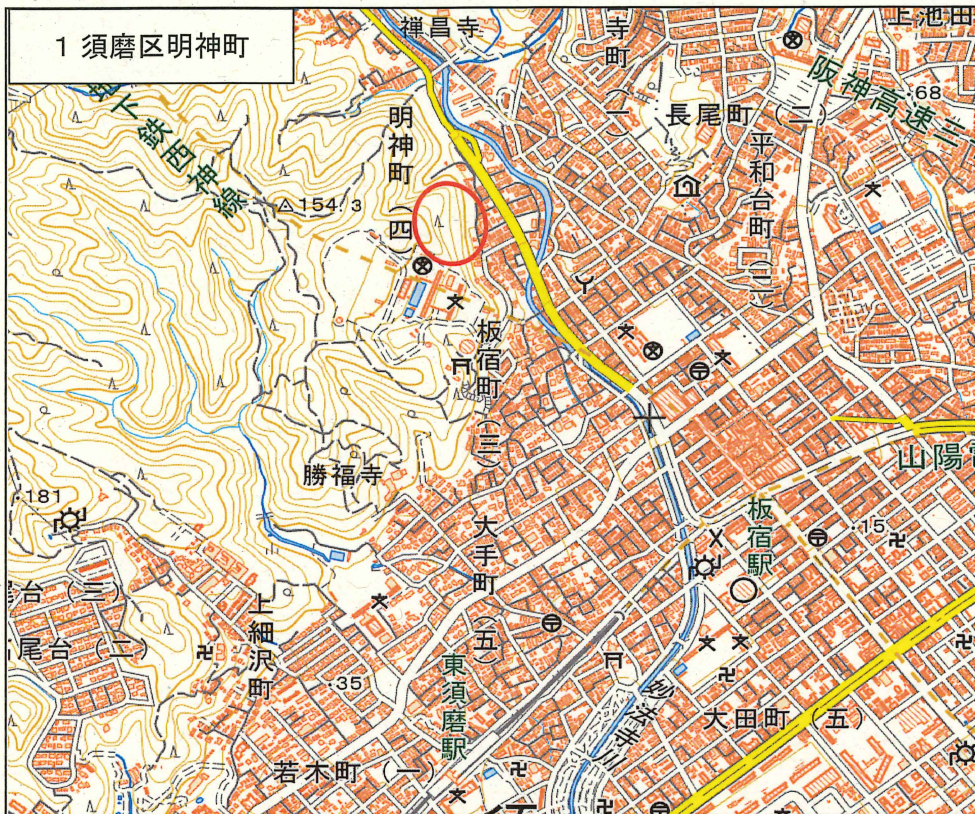 1 須磨区明神町
禅昌寺
寺町(一)
上池田
阪神高速三
・68
長尾町(二)
平和台町(二)
明神町(四)
地下鉄西神線
154.3
板宿町(三)
勝福寺
・181
大手町(五)
山陽電
板宿駅
・15
尾台(三)
尾台(二)
上細沢町
・35
東須磨駅
妙法寺川
大田町(五)
若木町(一)